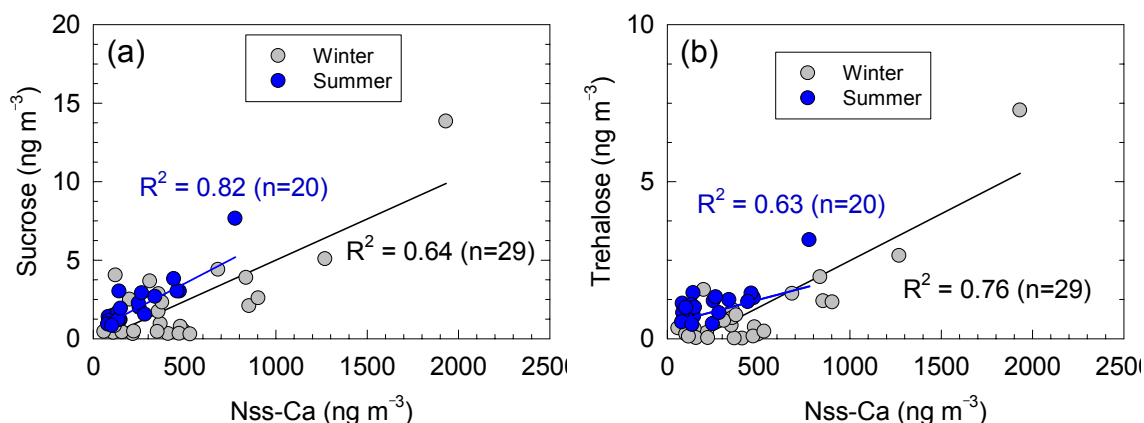 (a)
Winter
Summer
R² = 0.82 (n=20)
R² = 0.64 (n=29)
Sucrose (ng m⁻³)
20
15
10
5
0
0 500 1000 1500 2000 2500
Nss-Ca (ng m⁻³)
(b)
Winter
Summer
R² = 0.63 (n=20)
R² = 0.76 (n=29)
Trehalose (ng m⁻³)
10
5
0
0 500 1000 1500 2000 250
Nss-Ca (ng m⁻³)